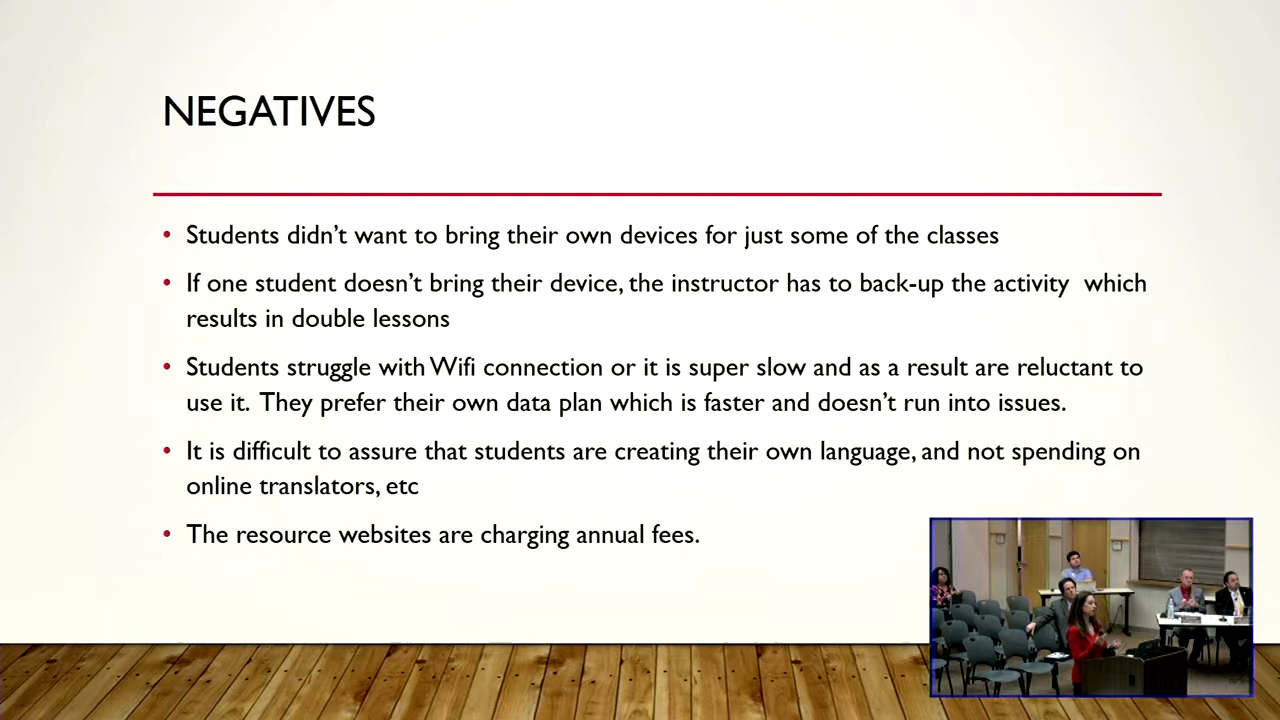 NEGATIVES
• Students didn't want to bring their own devices for just some of the classes
• If one student doesn't bring their device, the instructor has to back-up the activity  which
results in double lessons
• Students struggle with Wifi connection or it is super slow and as a result are reluctant to
use it.  They prefer their own data plan which is faster and doesn't run into issues.
• It is difficult to assure that students are creating their own language, and not spending on
online translators, etc
• The resource websites are charging annual fees.